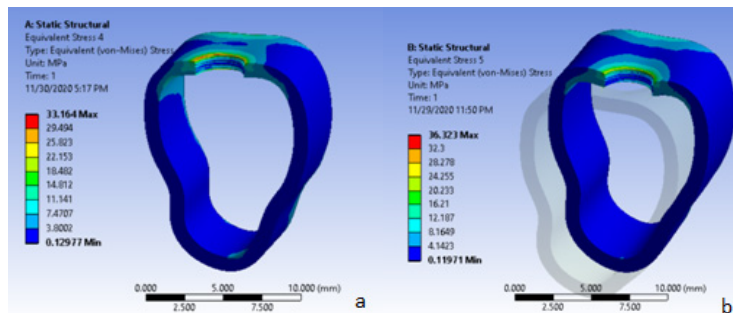 A: Static Structural
Equivalent Stress 4
Type: Equivalent (von-Mises) Stress
Unit: MPa
Time: 1
11/30/2020 5:17 PM
33.164 Max
29.494
25.823
22.153
18.482
14.812
11.141
7.4707
3.8002
0.12977 Min
0.000
5.000
10.000 (mm)
2.500
7.500
a
B: Static Structural
Equivalent Stress 5
Type: Equivalent (von-Mises) Stress
Unit: MPa
Time: 1
11/29/2020 11:50 PM
36.323 Max
32.3
28.278
24.255
20.233
16.21
12.187
8.1649
4.1423
0.11971 Min
0.000
5.000
10.000 (mm)
2.500
7.500
b